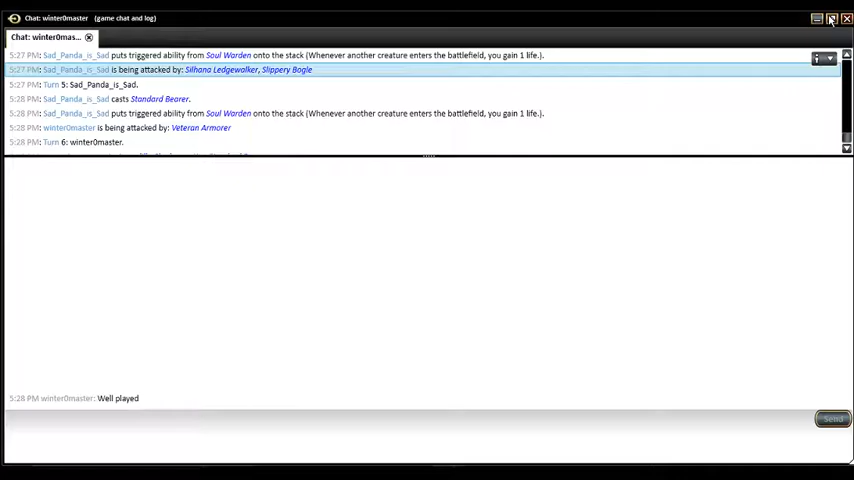 Chat: winter0master (game chat and log)
Chat: winter0mas...
5:27 PM: Sad_Panda_is_Sad puts triggered ability from Soul Warden onto the stack (Whenever another creature enters the battlefield, you gain 1 life.).
5:27 PM: Sad_Panda_is_Sad is being attacked by: Silhana Ledgewalker, Slippery Bogle
5:27 PM: Turn 5: Sad_Panda_is_Sad.
5:28 PM: Sad_Panda_is_Sad casts Standard Bearer.
5:28 PM: Sad_Panda_is_Sad puts triggered ability from Soul Warden onto the stack (Whenever another creature enters the battlefield, you gain 1 life.).
5:28 PM: winter0master is being attacked by: Veteran Armorer
5:28 PM: Turn 6: winter0master.
5:28 PM winter0master: Well played
Send